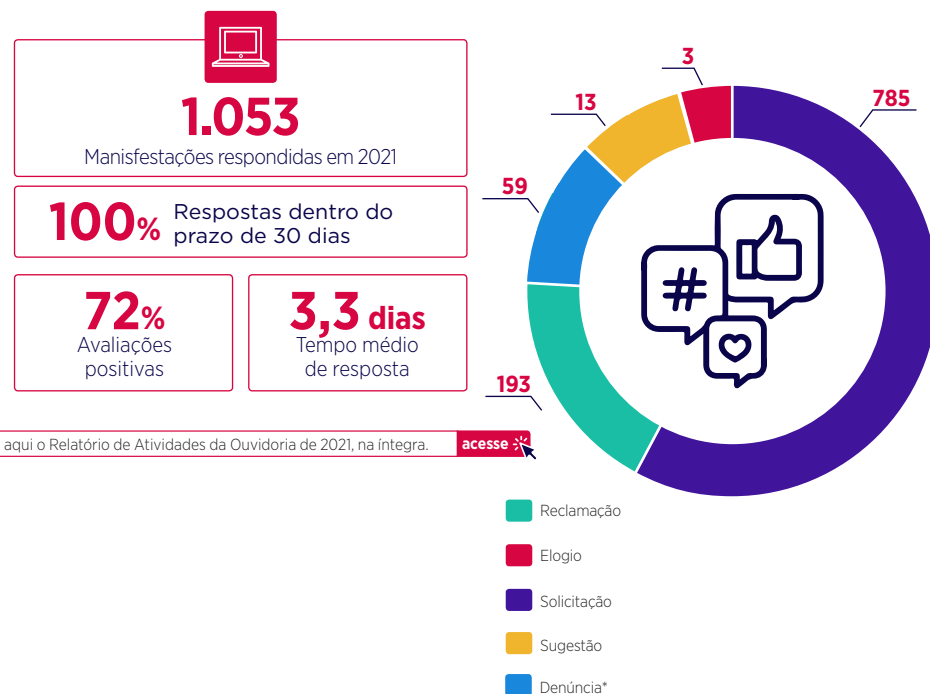 1.053
Manisfestações respondidas em 2021
100% Respostas dentro do
prazo de 30 dias
72%
Avaliações
positivas
3,3 dias
Tempo médio
de resposta
aqui o Relatório de Atividades da Ouvidoria de 2021, na íntegra.
acesse
3
13
785
59
193
#
Reclamação
Elogio
Solicitação
Sugestão
Denúncia*